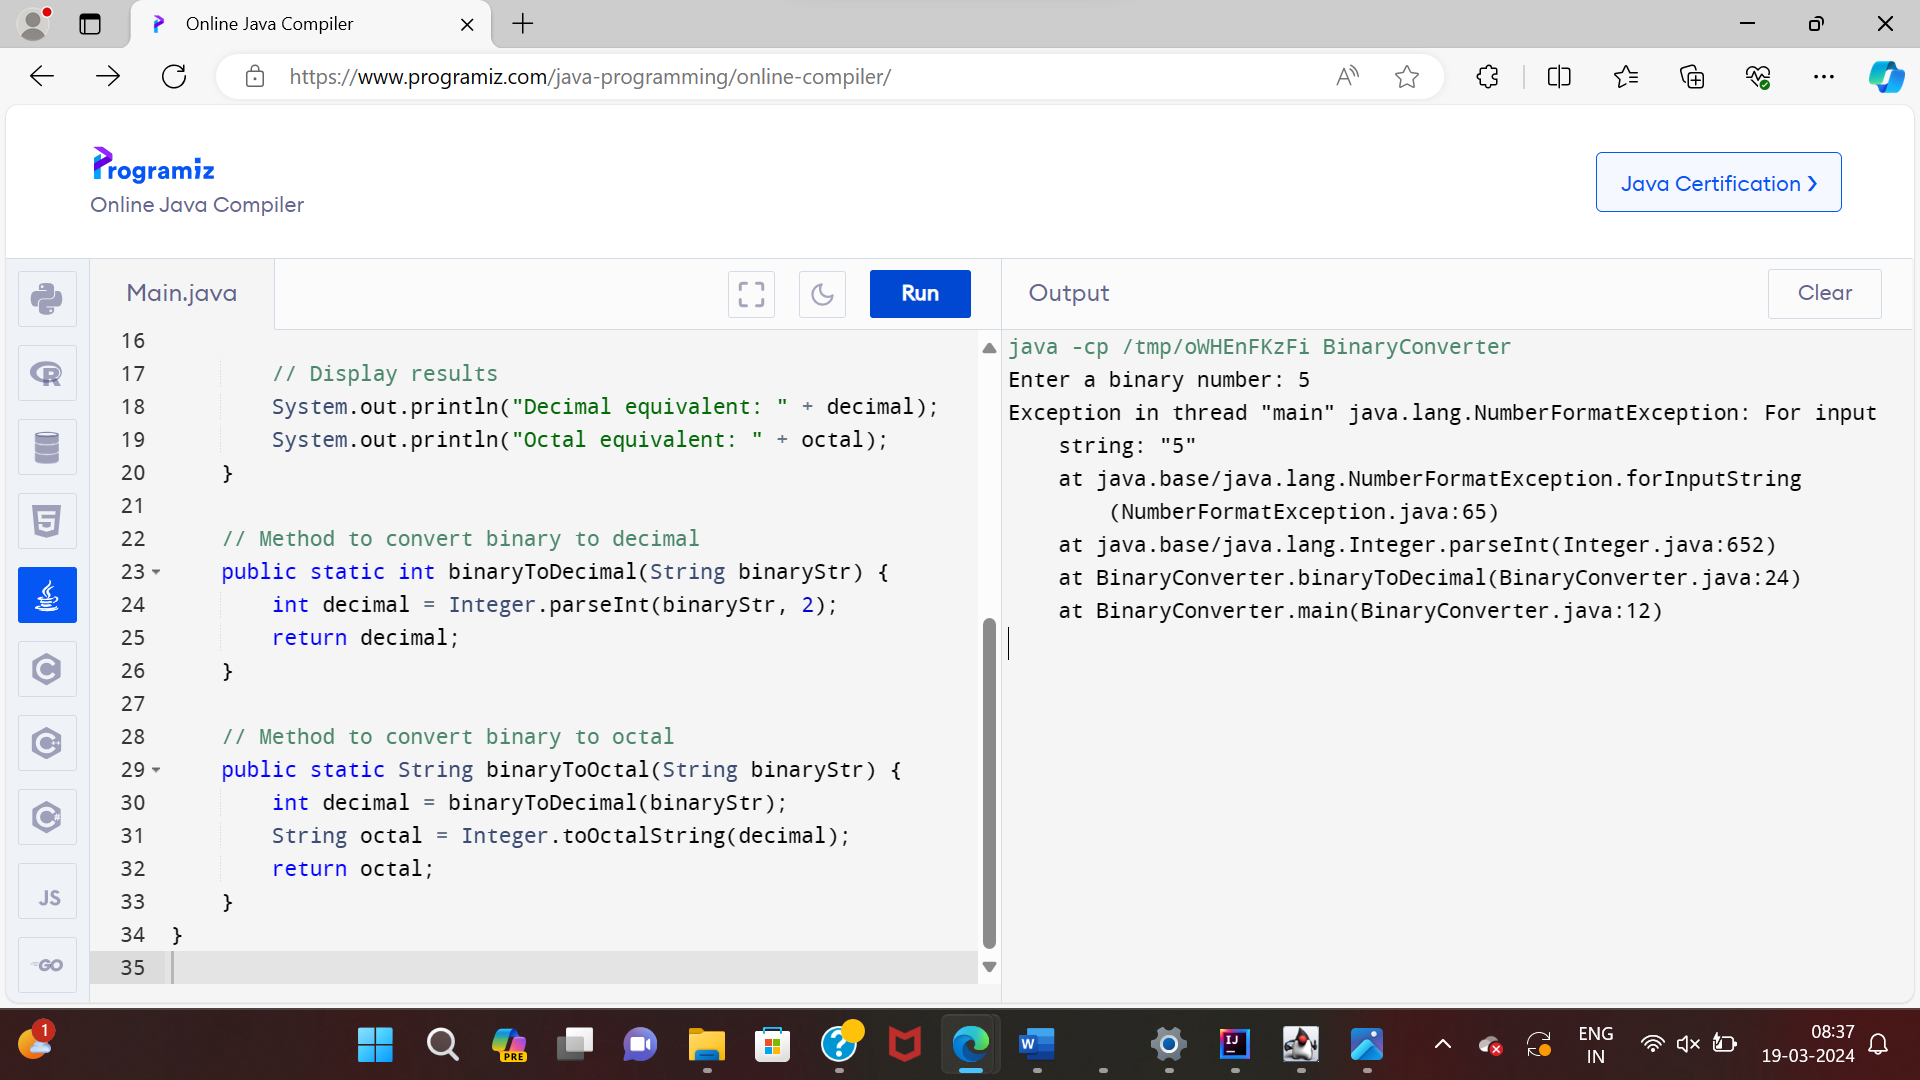 Online Java Compiler
https://www.programiz.com/java-programming/online-compiler/
Programiz
Online Java Compiler
Java Certification ❯
Main.java
Run
Output
Clear
16
17 // Display results
18 System.out.println("Decimal equivalent: " + decimal);
19 System.out.println("Octal equivalent: " + octal);
20 }
21
22 // Method to convert binary to decimal
23 public static int binaryToDecimal(String binaryStr) {
24 int decimal = Integer.parseInt(binaryStr, 2);
25 return decimal;
26 }
27
28 // Method to convert binary to octal
29 public static String binaryToOctal(String binaryStr) {
30 int decimal = binaryToDecimal(binaryStr);
31 String octal = Integer.toOctalString(decimal);
32 return octal;
33 }
34 }
35
java -cp /tmp/oWHEnFKzFi BinaryConverter
Enter a binary number: 5
Exception in thread "main" java.lang.NumberFormatException: For input
string: "5"
at java.base/java.lang.NumberFormatException.forInputString
(NumberFormatException.java:65)
at java.base/java.lang.Integer.parseInt(Integer.java:652)
at BinaryConverter.binaryToDecimal(BinaryConverter.java:24)
at BinaryConverter.main(BinaryConverter.java:12)
R
5
C
C++
C#
JS
GO
1
PRE
W
IJ
ENG
IN
08:37
19-03-2024